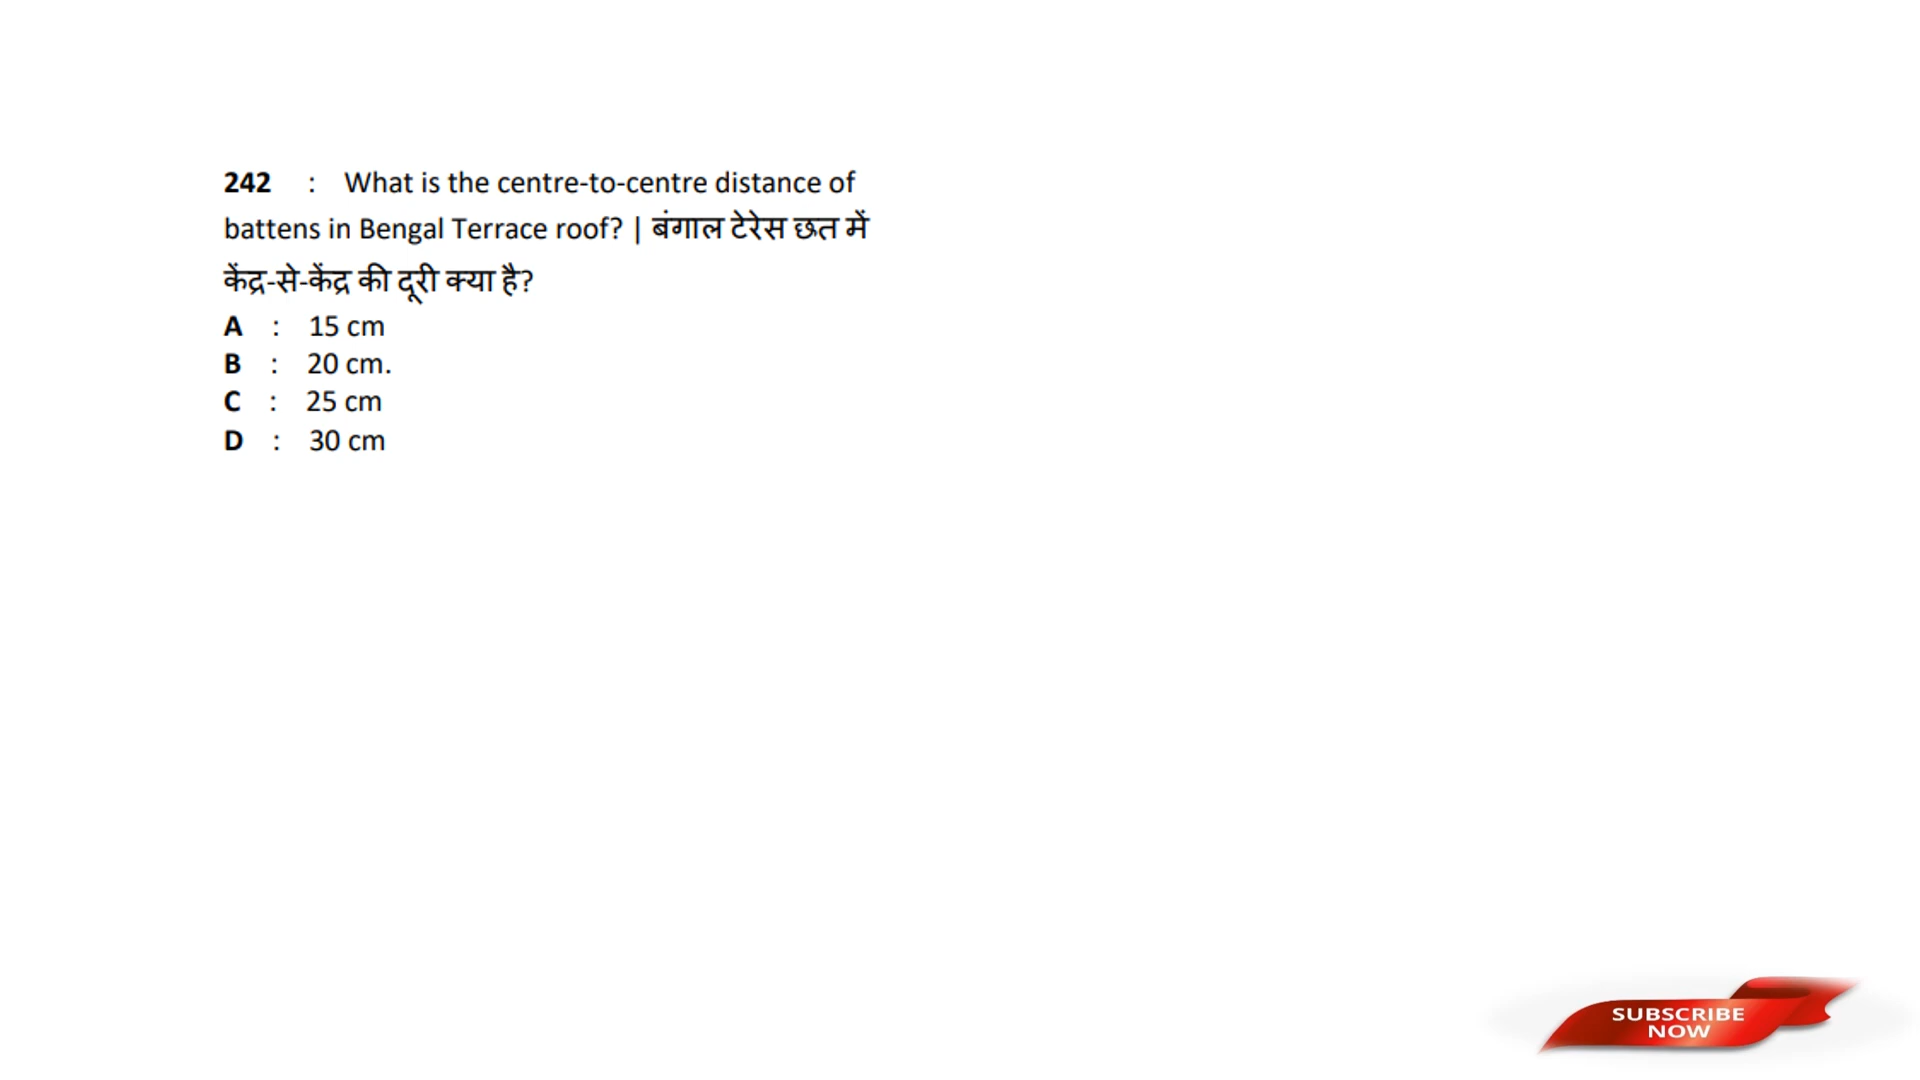 242 : What is the centre-to-centre distance of
battens in Bengal Terrace roof? | बंगाल टेरेस छत में
केंद्र-से-केंद्र की दूरी क्या है?
A : 15 cm
B : 20 cm.
C : 25 cm
D : 30 cm
SUBSCRIBE
NOW